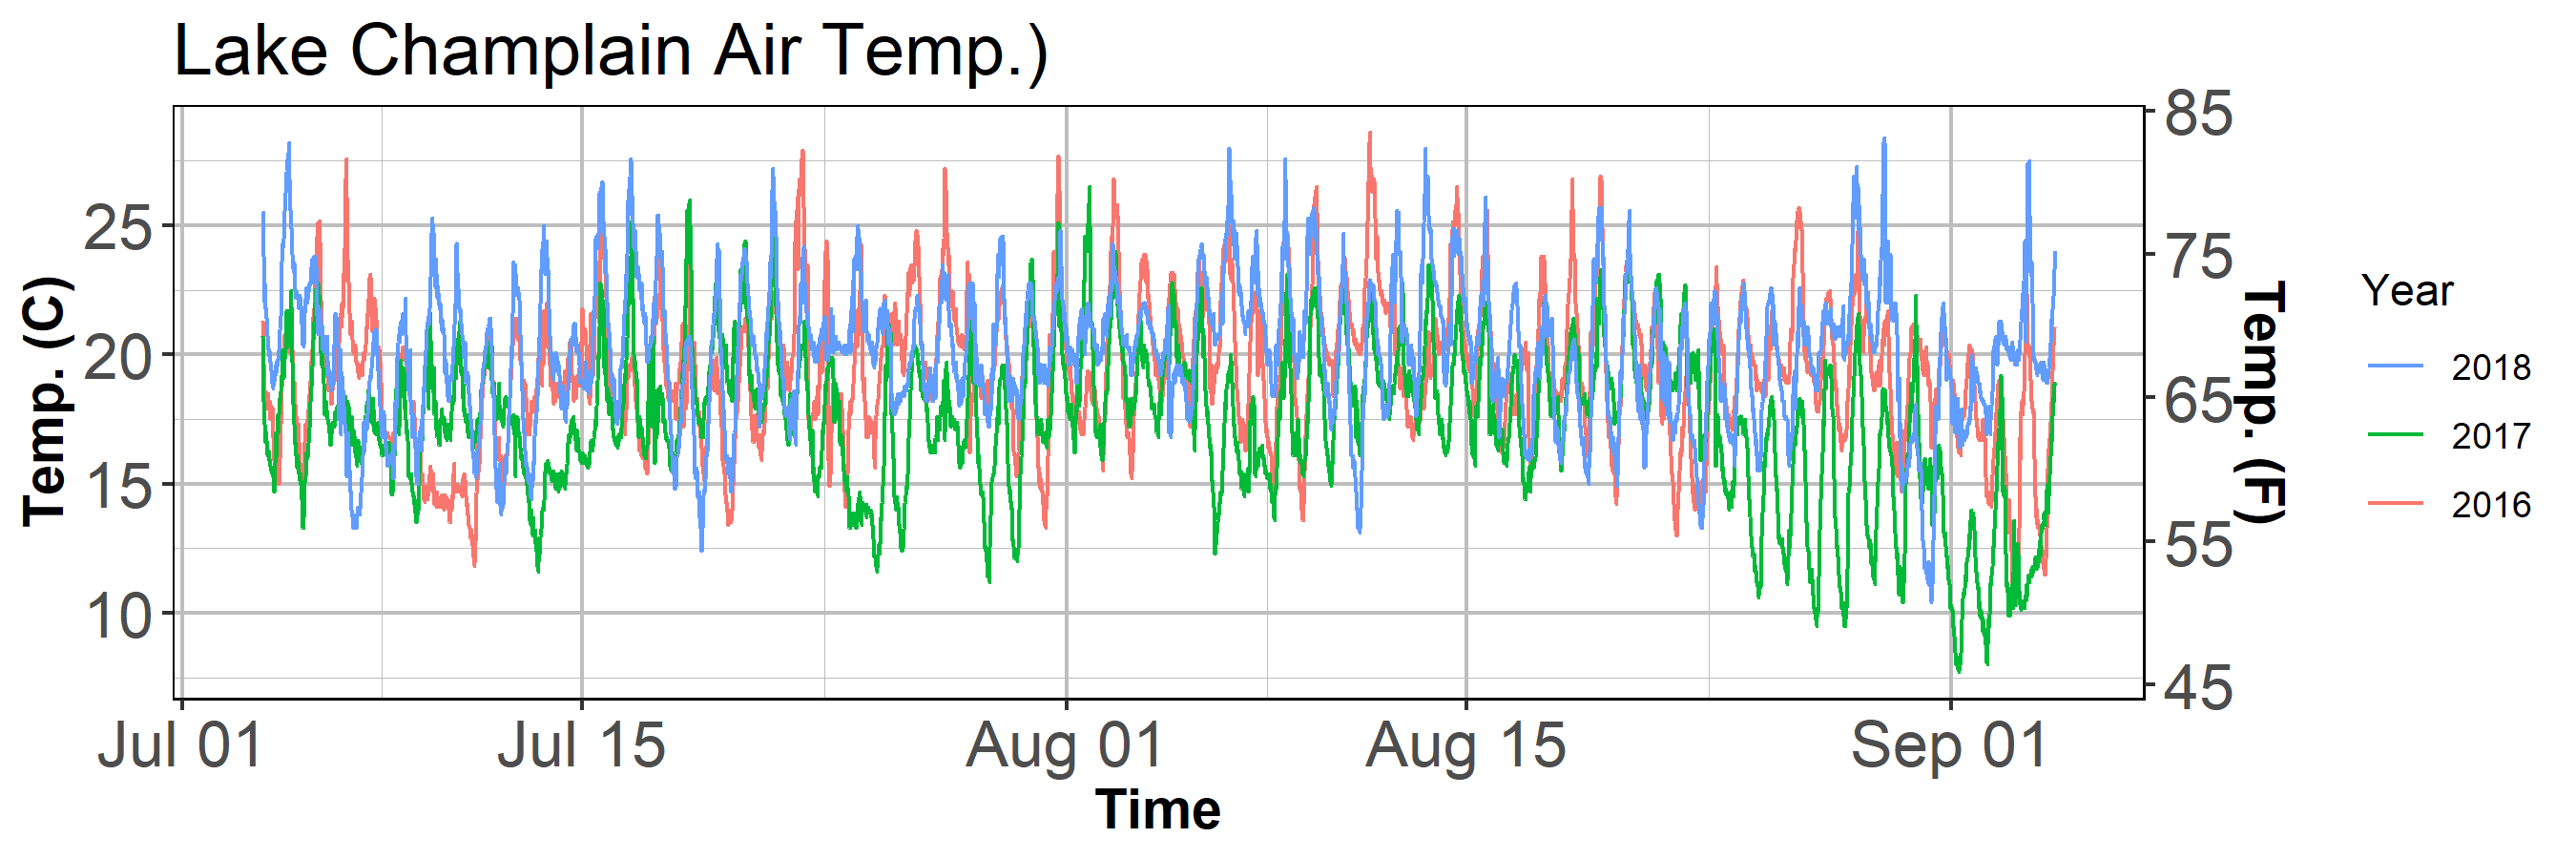 Lake Champlain Air Temp.)
Temp. (C)
25
20
15
10
85
75
65
55
45
Temp. (F)
Jul 01
Jul 15
Aug 01
Aug 15
Sep 01
Time
Year
2018
2017
2016